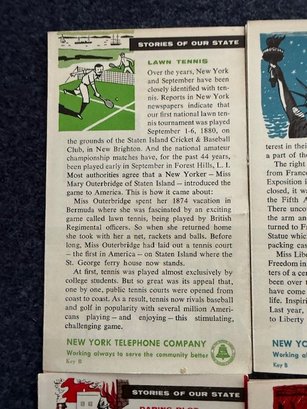 STORIES OF OUR STATE
LAWN TENNIS
Over the years, New York
and September have been
closely identified with ten-
nis. Reports in New York
newspapers indicate that
our first national lawn ten-
nis tournament was played
September 1-6, 1880, on
the grounds of the Staten Island Cricket & Baseball
Club, in New Brighton. And the national amateur
championship matches have, for the past 44 years,
been played early in September in Forest Hills, L. I.
Most authorities agree that a New Yorker – Miss
Mary Outerbridge of Staten Island – introduced the
game to America. This is how it came about:
Miss Outerbridge spent her 1874 vacation in
Bermuda where she was fascinated by an exciting
game called lawn tennis, being played by British
Regimental officers. So when she returned home
she took with her a net, rackets and balls. Before
long, Miss Outerbridge had laid out a tennis court
– the first in America – on Staten Island where the
St. George ferry house now stands.
At first, tennis was played almost exclusively by
college students. But so great was its appeal that,
one by one, public tennis courts were opened from
coast to coast. As a result, tennis now rivals baseball
and golf in popularity with several million Ameri-
cans playing – and enjoying – this stimulating,
challenging game.
NEW YORK TELEPHONE COMPANY
Working always to serve the community better
Key B
STORIES OF OUR STATE
terest in their
a part of the
The right
from Franc
Exposition i
closed, it w
the Fifth A
There unco
the arm an
turned to Fr
Statue which
cans to pay
Miss Libe
Freedom in
ters of a cen
been in exist
have come
life. Inspirin
Last year,
to Liberty
NEW YO
Working alw
Key B